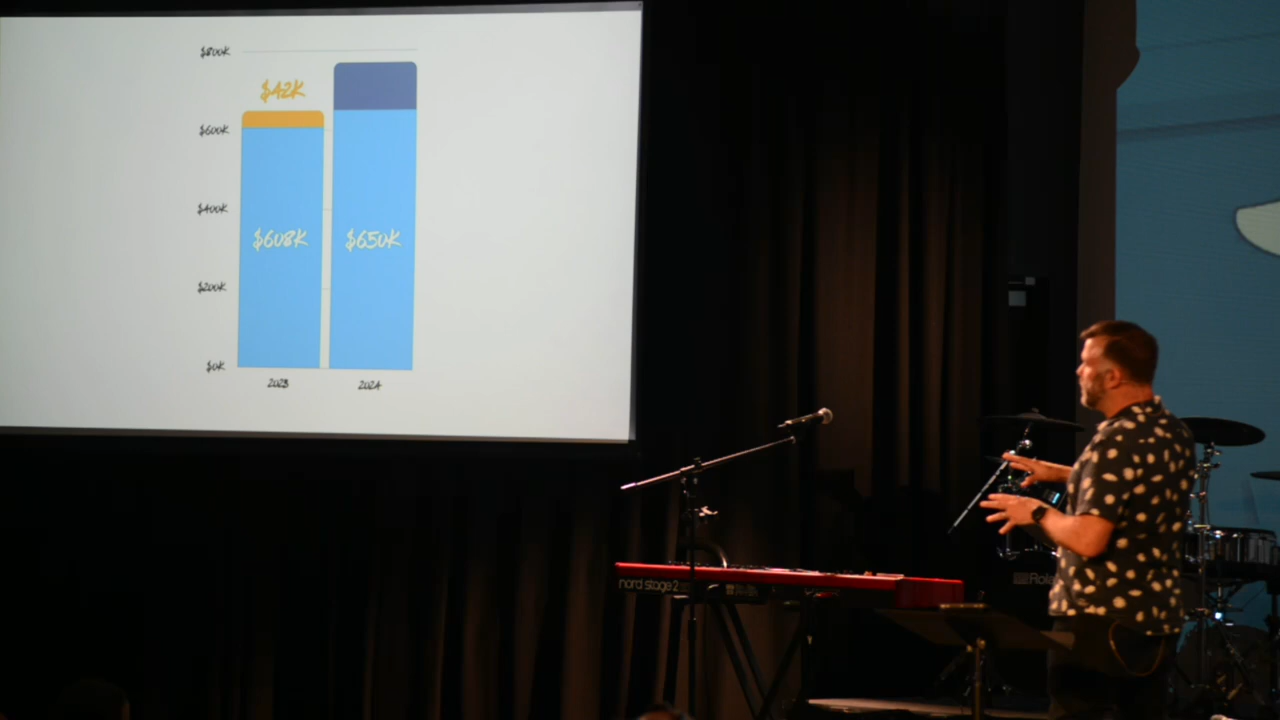 $800K
$42K
$600K
$400K
$608K
$650K
$200K
$0K
2023
2024
nord stage 2
Roland